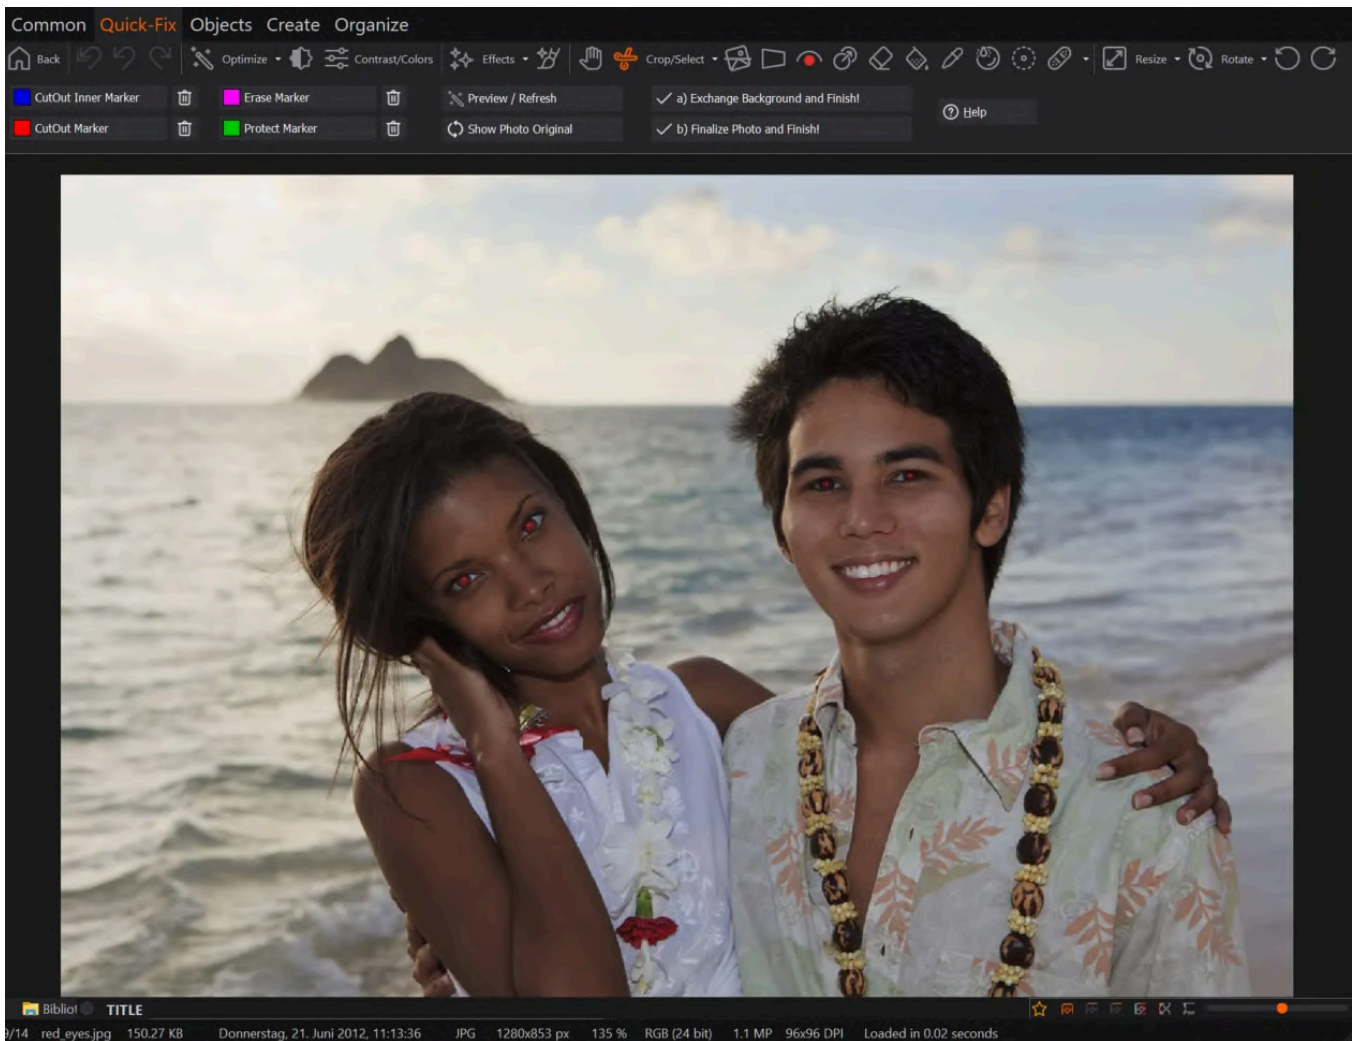 Common Quick-Fix Objects Create Organize
Back Optimize Contrast/Colors Effects Crop/Select Resize Rotate
CutOut Inner Marker Erase Marker Preview / Refresh a) Exchange Background and Finish!
Help
CutOut Marker Protect Marker Show Photo Original b) Finalize Photo and Finish!
Bibliot TITLE
/14 red_eyes.jpg 150.27 KB Donnerstag, 21. Juni 2012, 11:13:36 JPG 1280x853 px 135 % RGB (24 bit) 1.1 MP 96x96 DPI Loaded in 0.02 seconds